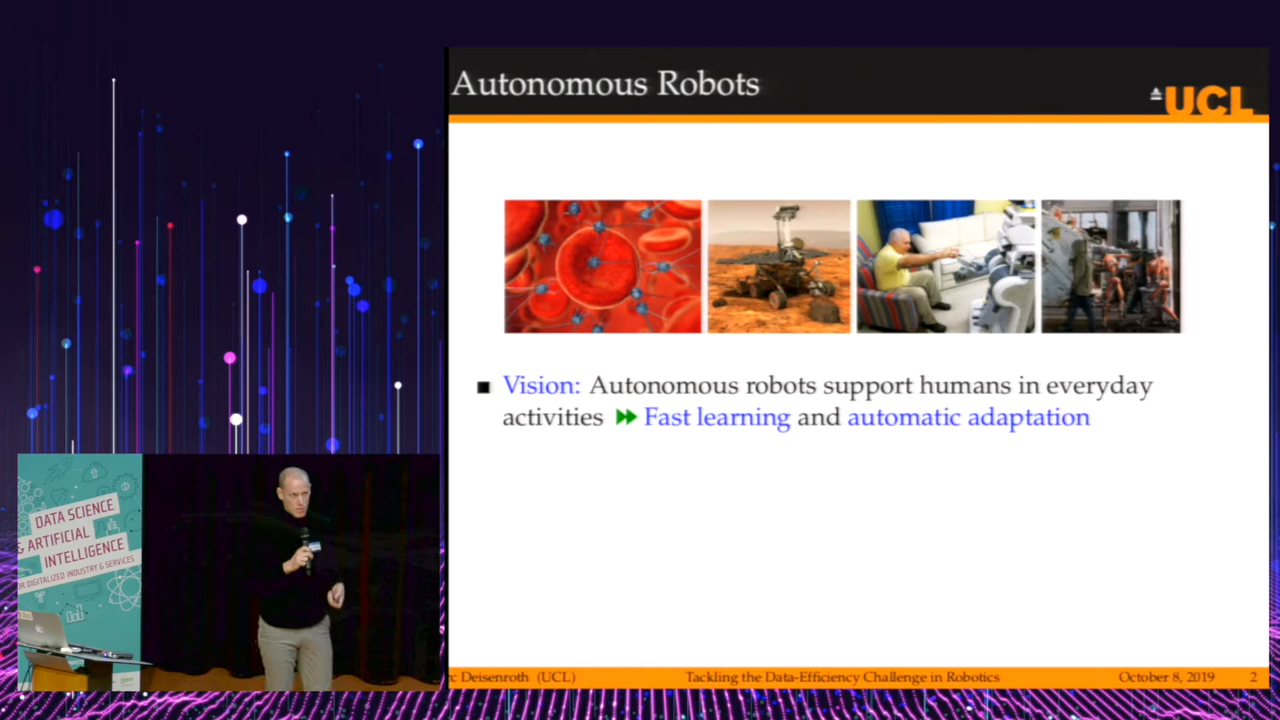 Autonomous Robots
UCL
■ Vision: Autonomous robots support humans in everyday
activities Fast learning and automatic adaptation
DATA SCIENCE
& ARTIFICIAL
INTELLIGENCE
OR DIGITALIZED INDUSTRY & SERVICES
c Deisenroth (UCL)
Tackling the Data-Efficiency Challenge in Robotics
October 8, 2019
2